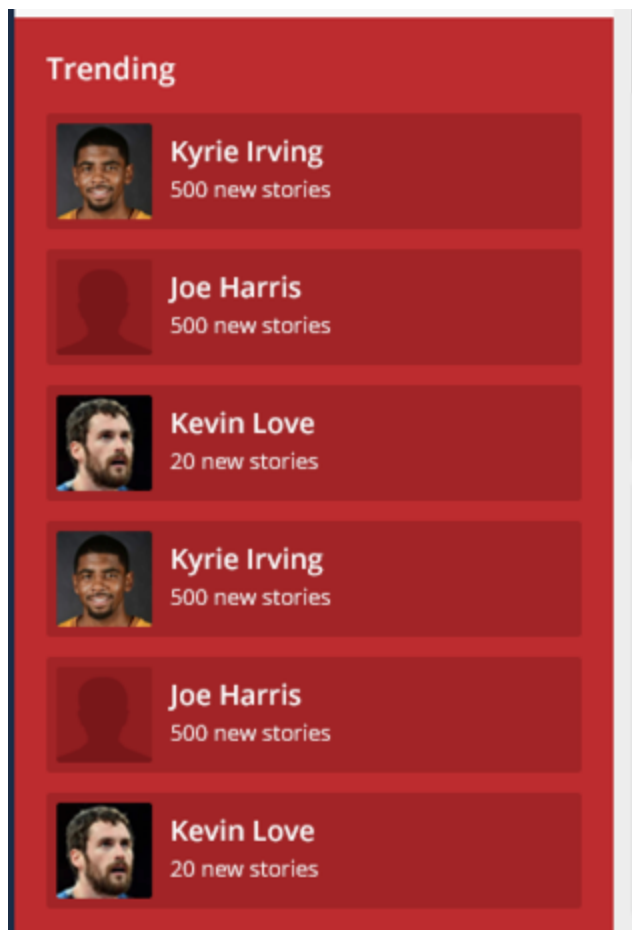 Trending
Kyrie Irving
500 new stories
Joe Harris
500 new stories
Kevin Love
20 new stories
Kyrie Irving
500 new stories
Joe Harris
500 new stories
Kevin Love
20 new stories